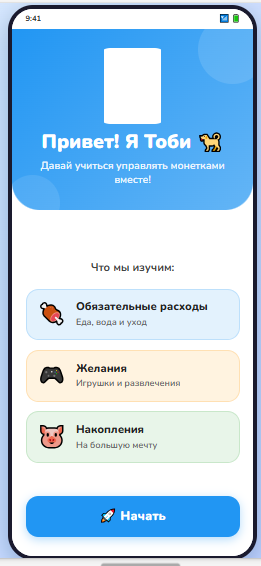 9:41
Привет! Я Тоби 🐕
Давай учиться управлять монетками
вместе!
Что мы изучим:
Обязательные расходы
Еда, вода и уход
Желания
Игрушки и развлечения
Накопления
На большую мечту
🚀 Начать